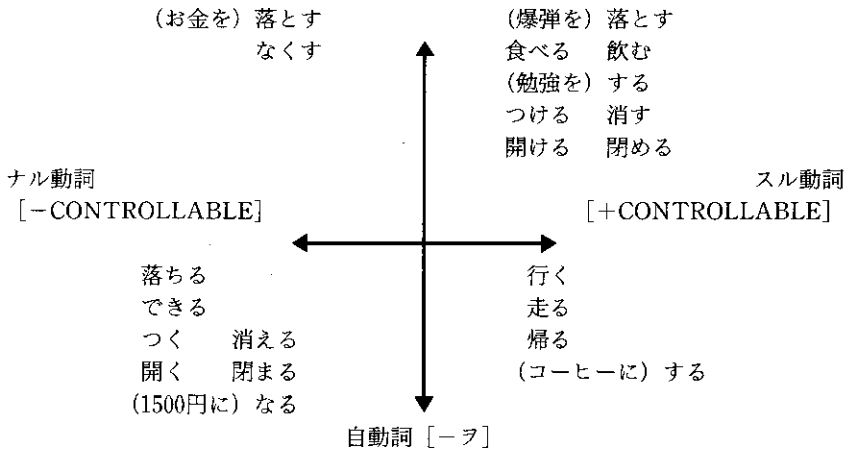 (お金を) 落とす
なくす
(爆弾を) 落とす
食べる 飲む
(勉強を) する
つける 消す
開ける 閉める
ナル動詞
[－CONTROLLABLE]
スル動詞
[＋CONTROLLABLE]
落ちる
できる
つく 消える
開く 閉まる
(1500円に) なる
行く
走る
帰る
(コーヒーに) する
自動詞 [－ヲ]